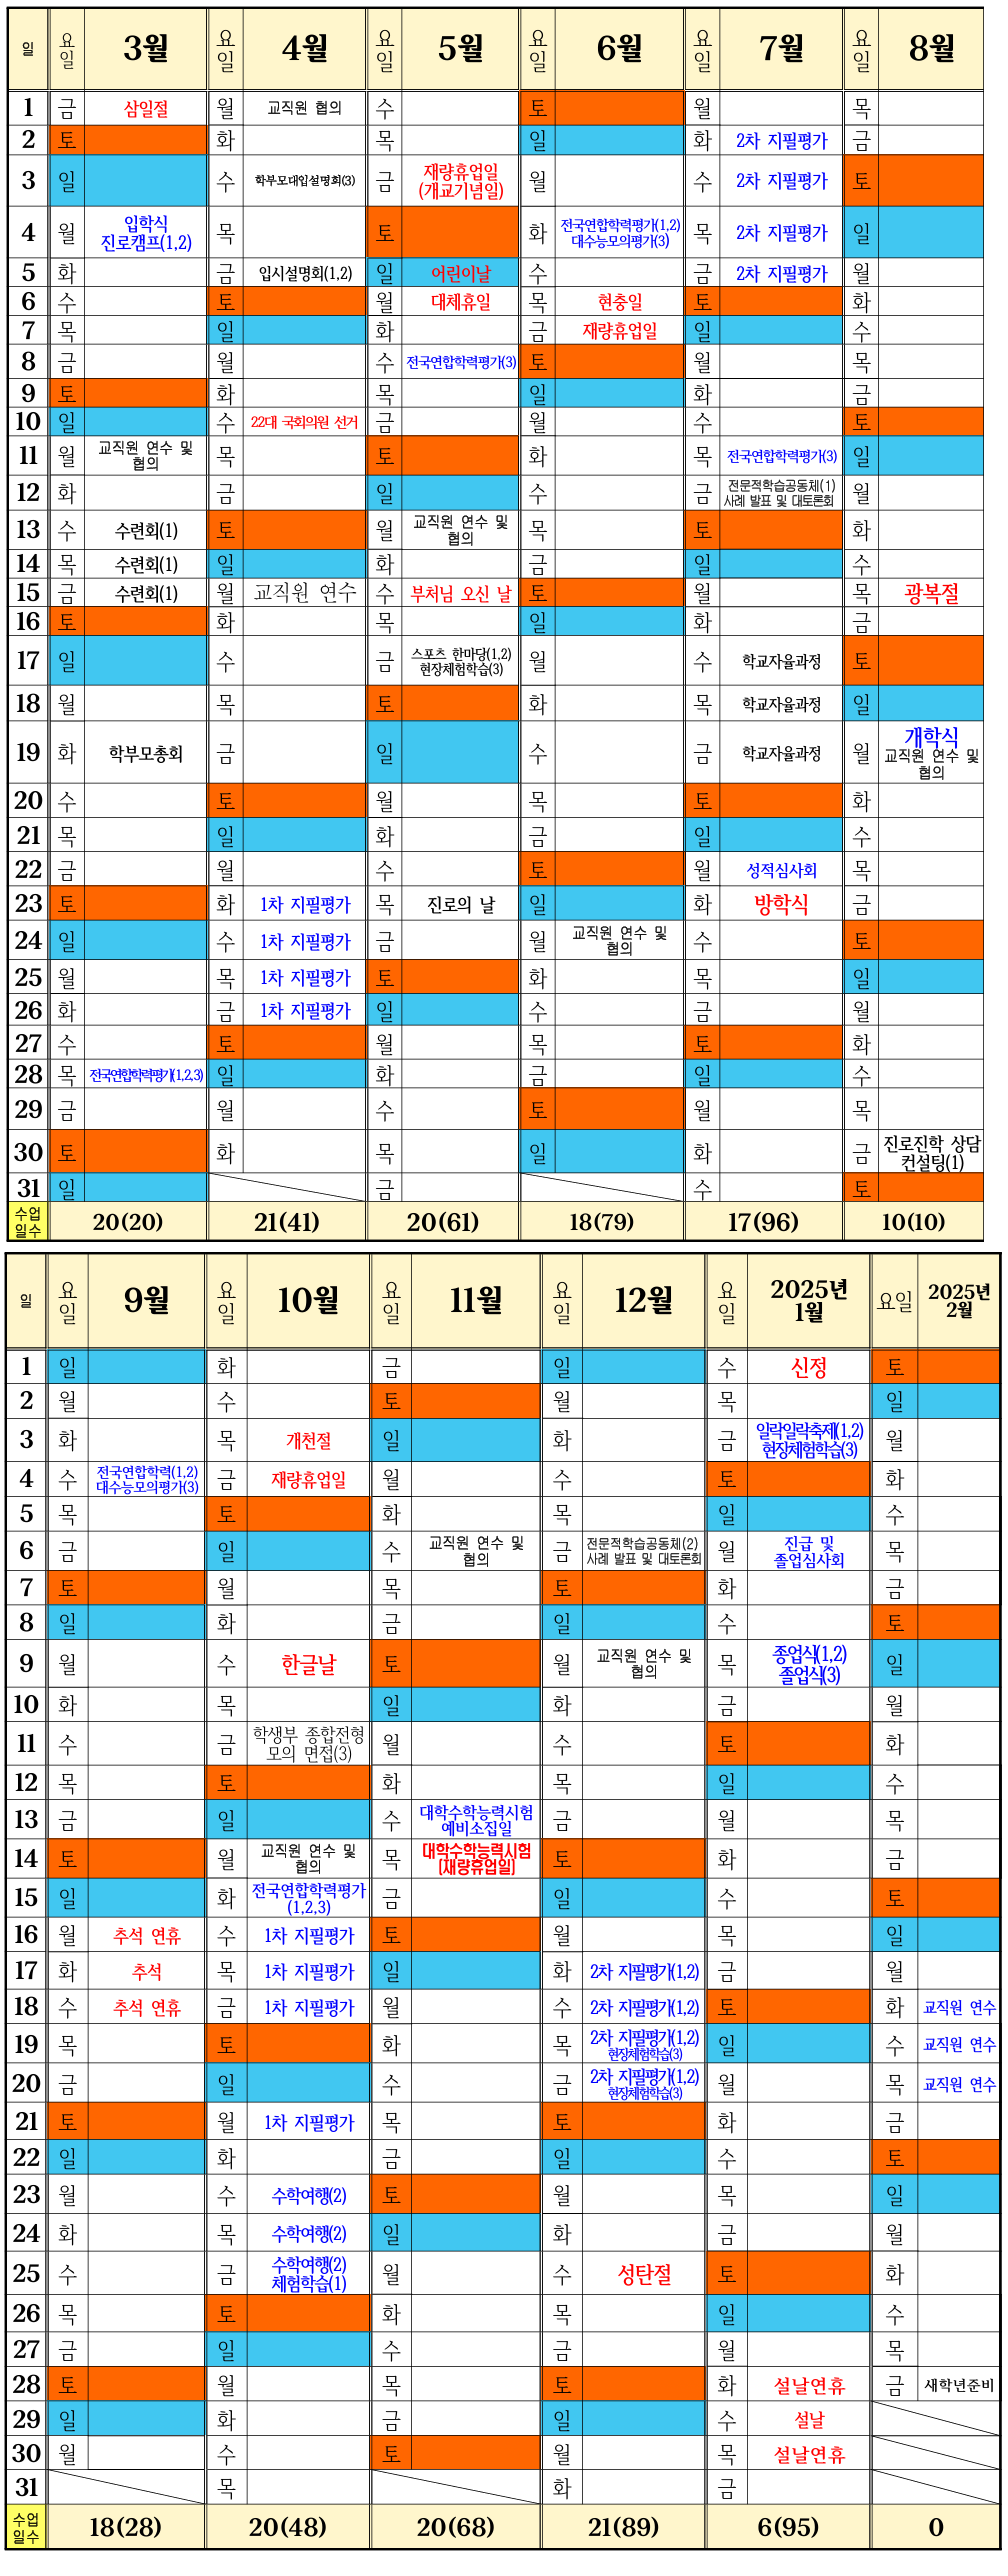 일 요일 3월 요일 4월 요일 5월 요일 6월 요일 7월 요일 8월
1 금 삼일절 월 교직원 협의 수 토 월 목
2 토 화 목 일 화 2차 지필평가 금
3 일 수 학부모대입설명회(3) 금 재량휴업일 (개교기념일) 월 수 2차 지필평가 토
4 월 입학식 진로캠프(1,2) 목 토 화 전국연합학력평가(1,2) 대수능모의평가(3) 목 2차 지필평가 일
5 화 금 입시설명회(1,2) 일 어린이날 수 금 2차 지필평가 월
6 수 토 월 대체휴일 목 현충일 토 화
7 목 일 화 금 재량휴업일 일 수
8 금 월 수 전국연합학력평가(3) 토 월 목
9 토 화 목 일 화 금
10 일 수 22대 국회의원 선거 금 월 수 토
11 월 교직원 연수 및 협의 목 토 화 목 전국연합학력평가(3) 일
12 화 금 일 수 금 전문적학습공동체(1) 사례 발표 및 대토론회 월
13 수 수련회(1) 토 월 교직원 연수 및 협의 목 토 화
14 목 수련회(1) 일 화 금 일 수
15 금 수련회(1) 월 교직원 연수 수 부처님 오신 날 토 월 목 광복절
16 토 화 목 일 화 금
17 일 수 금 스포츠 한마당(1,2) 현장체험학습(3) 월 수 학교자율과정 토
18 월 목 토 화 목 학교자율과정 일
19 화 학부모총회 금 일 수 금 학교자율과정 월 개학식 교직원 연수 및 협의
20 수 토 월 목 토 화
21 목 일 화 금 일 수
22 금 월 수 토 월 성적심사회 목
23 토 화 1차 지필평가 목 진로의 날 일 화 방학식 금
24 일 수 1차 지필평가 금 월 교직원 연수 및 협의 수 토
25 월 목 1차 지필평가 토 화 목 일
26 화 금 1차 지필평가 일 수 금 월
27 수 토 월 목 토 화
28 목 전국연합학력평가(1,2,3) 일 화 금 일 수
29 금 월 수 토 월 목
30 토 화 목 일 화 금 진로진학 상담 컨설팅(1)
31 일 금 수 토
수업일수 20(20) 21(41) 20(61) 18(79) 17(96) 10(10)
일 요일 9월 요일 10월 요일 11월 요일 12월 요일 2025년 1월 요일 2025년 2월
1 일 화 금 일 수 신정 토
2 월 수 토 월 목 일
3 화 목 개천절 일 화 금 일락일락축제(1,2) 현장체험학습(3) 월
4 수 전국연합학력(1,2) 대수능모의평가(3) 금 재량휴업일 월 수 토 화
5 목 토 화 목 일 수
6 금 일 수 교직원 연수 및 협의 금 전문적학습공동체(2) 사례 발표 및 대토론회 월 진급 및 졸업심사회 목
7 토 월 목 토 화 금
8 일 화 금 일 수 토
9 월 수 한글날 토 월 교직원 연수 및 협의 목 종업식(1,2) 졸업식(3) 일
10 화 목 일 화 금 월
11 수 금 학생부 종합전형 모의 면접(3) 월 수 토 화
12 목 토 화 목 일 수
13 금 일 수 대학수학능력시험 예비소집일 금 월 목
14 토 월 교직원 연수 및 협의 목 대학수학능력시험 [재량휴업일] 토 화 금
15 일 화 전국연합학력평가 (1,2,3) 금 일 수 토
16 월 추석 연휴 수 1차 지필평가 토 월 목 일
17 화 추석 목 1차 지필평가 일 화 2차 지필평가(1,2) 금 월
18 수 추석 연휴 금 1차 지필평가 월 수 2차 지필평가(1,2) 토 화 교직원 연수
19 목 토 화 목 2차 지필평가(1,2) 현장체험학습(3) 일 수 교직원 연수
20 금 일 수 금 2차 지필평가(1,2) 현장체험학습(3) 월 목 교직원 연수
21 토 월 1차 지필평가 목 토 화 금
22 일 화 금 일 수 토
23 월 수 수학여행(2) 토 월 목 일
24 화 목 수학여행(2) 일 화 금 월
25 수 금 수학여행(2) 체험학습(1) 월 수 성탄절 토 화
26 목 토 화 목 일 수
27 금 일 수 금 월 목
28 토 월 목 토 화 설날연휴 금 새학년준비
29 일 화 금 일 수 설날
30 월 수 토 월 목 설날연휴
31 목 화 금
수업일수 18(28) 20(48) 20(68) 21(89) 6(95) 0